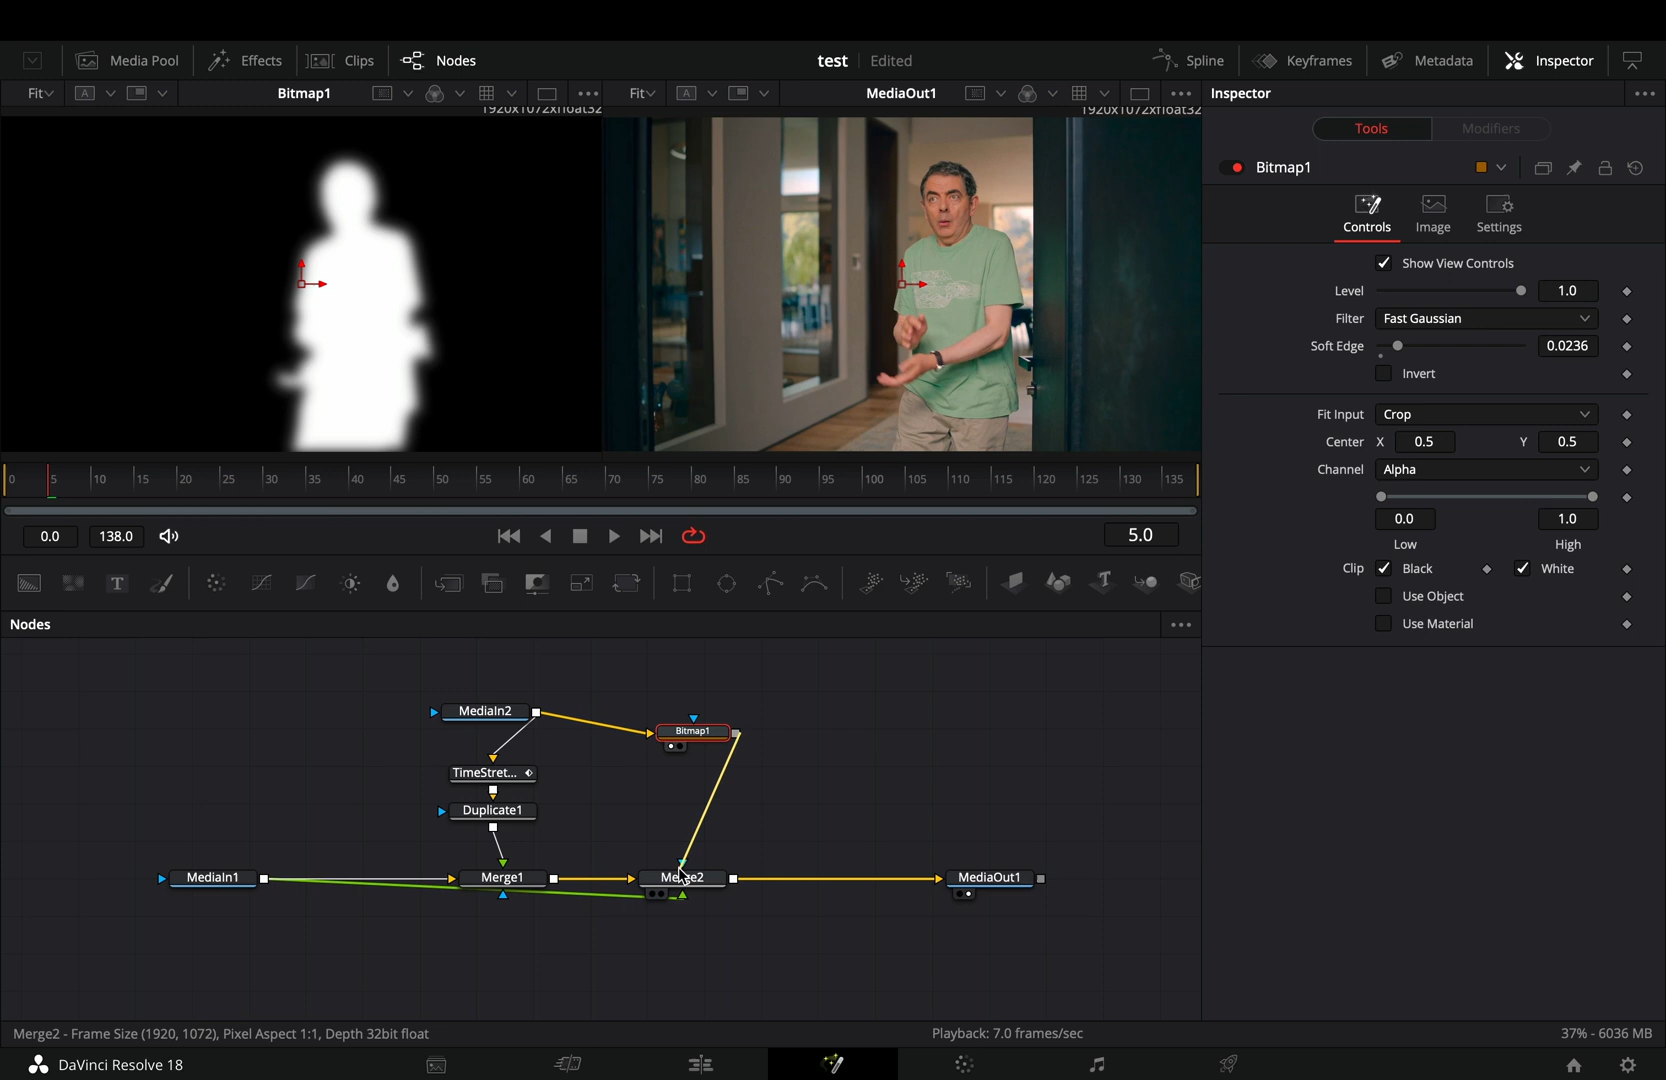 Media Pool Effects Clips Nodes test Edited Spline Keyframes Metadata Inspector
Fit A Bitmap1 ••• Fit A MediaOut1 ••• Inspector •••
1920x1072xfloat32 1920x1072xfloat32
Tools Modifiers
Bitmap1
Controls Image Settings
Show View Controls
Level 1.0
Filter Fast Gaussian
Soft Edge 0.0236
Invert
Fit Input Crop
Center X 0.5 Y 0.5
Channel Alpha
0.0 1.0
Low High
Clip Black White
Use Object
Use Material
0 5 10 15 20 25 30 35 40 45 50 55 60 65 70 75 80 85 90 95 100 105 110 115 120 125 130 135
0.0 138.0 5.0
T T
Nodes •••
MediaIn2
Bitmap1
TimeStret...
Duplicate1
MediaIn1 Merge1 Merge2 MediaOut1
Merge2 - Frame Size (1920, 1072), Pixel Aspect 1:1, Depth 32bit float Playback: 7.0 frames/sec 37% - 6036 MB
DaVinci Resolve 18